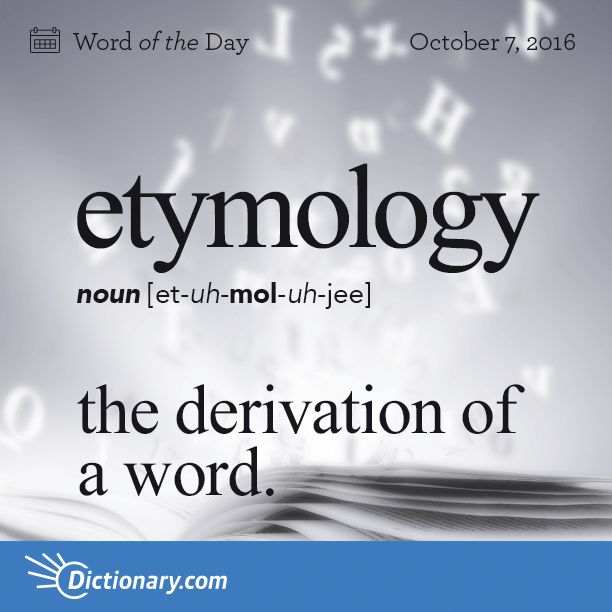 Word of the Day
October 7, 2016
etymology
noun [et-uh-mol-uh-jee]
the derivation of
a word.
Dictionary.com